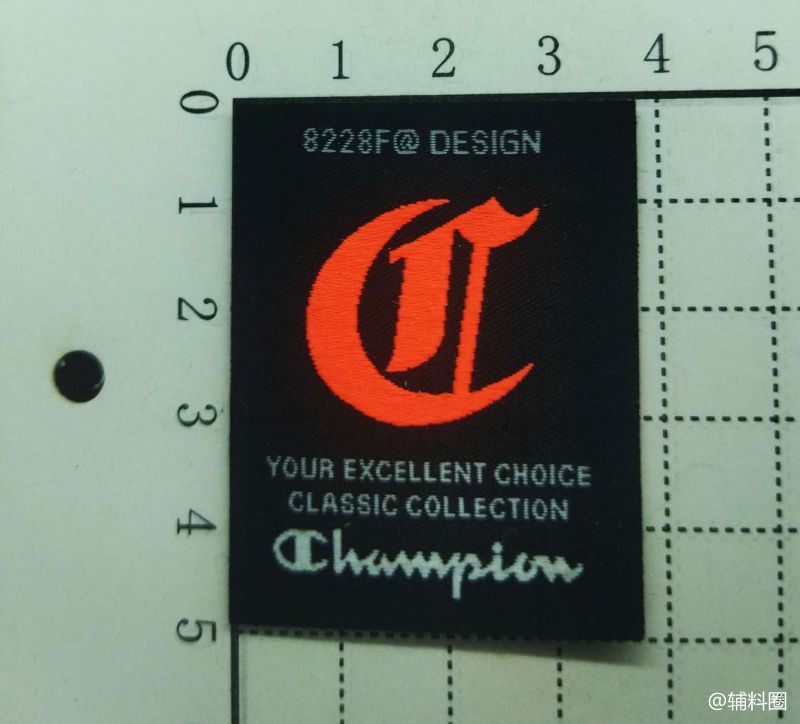 0 1 2 3 4 5
0
1
2
3
4
5
8228F@ DESIGN
C
YOUR EXCELLENT CHOICE
CLASSIC COLLECTION
Champion
@辅料圈